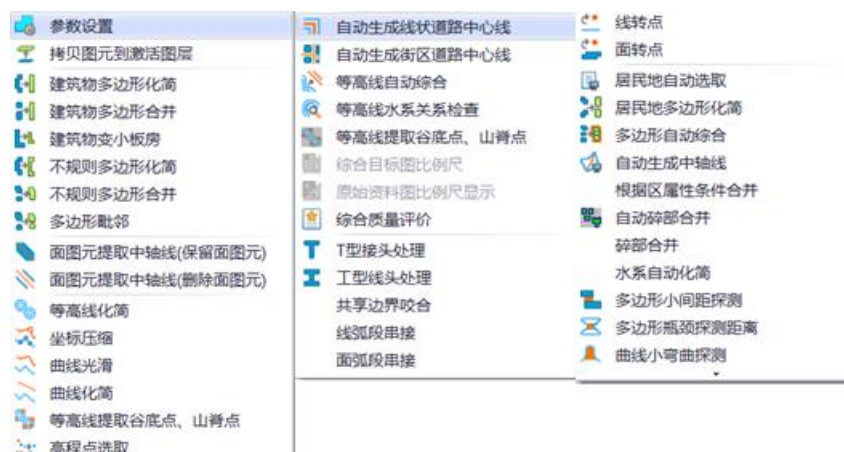 参数设置
拷贝图元到激活图层
建筑物多边形化简
建筑物多边形合并
建筑物变小板房
不规则多边形化简
不规则多边形合并
多边形毗邻
面图元提取中轴线(保留面图元)
面图元提取中轴线(删除面图元)
等高线化简
坐标压缩
曲线光滑
曲线化简
等高线提取谷底点、山脊点
高程点选取
自动生成线状道路中心线
自动生成街区道路中心线
等高线自动综合
等高线水系关系检查
等高线提取谷底点、山脊点
综合目标图比例尺
原始资料图比例尺显示
综合质量评价
T型接头处理
工型线头处理
共享边界咬合
线弧段串接
面弧段串接
线转点
面转点
居民地自动选取
居民地多边形化简
多边形自动综合
自动生成中轴线
根据区属性条件合并
自动碎部合并
碎部合并
水系自动化简
多边形小间距探测
多边形瓶颈探测距离
曲线小弯曲探测